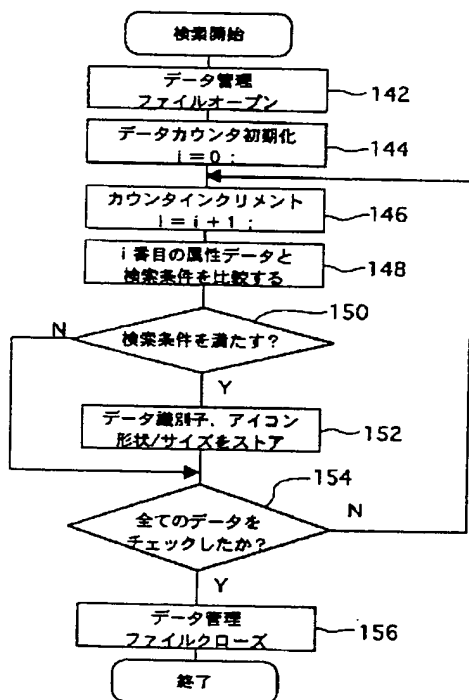 検索開始
データ管理
ファイルオープン
142
データカウンタ初期化
i = 0 ;
144
カウンタインクリメント
i = i + 1 ;
146
i 番目の属性データと
検索条件を比較する
148
150
N
検索条件を満たす?
Y
データ識別子、アイコン
形状/サイズをストア
152
154
全てのデータを
チェックしたか?
N
Y
データ管理
ファイルクローズ
156
終了